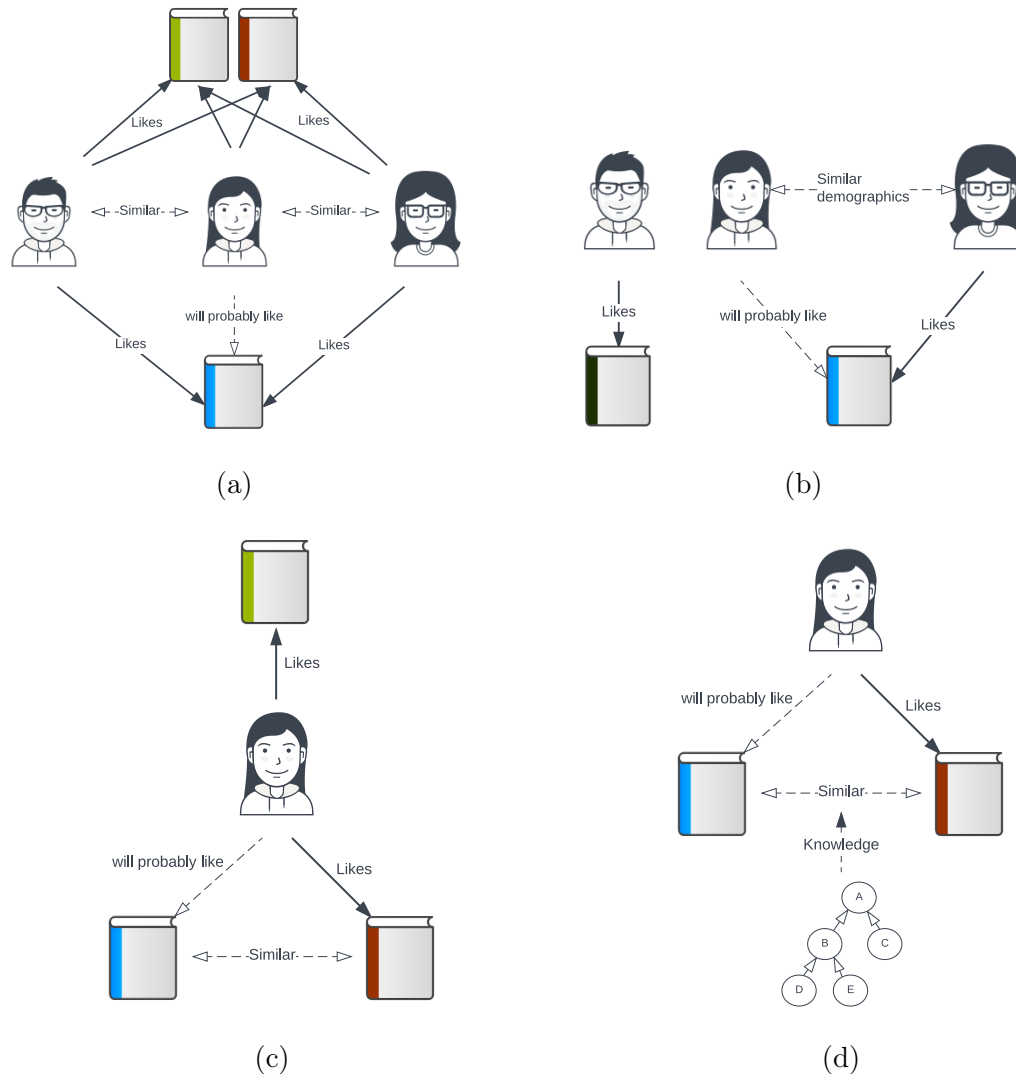 Likes
Likes
Similar
Similar
will probably like
Likes
Likes
(a)
Similar
demographics
Likes
will probably like
Likes
(b)
Likes
will probably like
Likes
Similar
(c)
will probably like
Likes
Similar
Knowledge
A
B
C
D
E
(d)